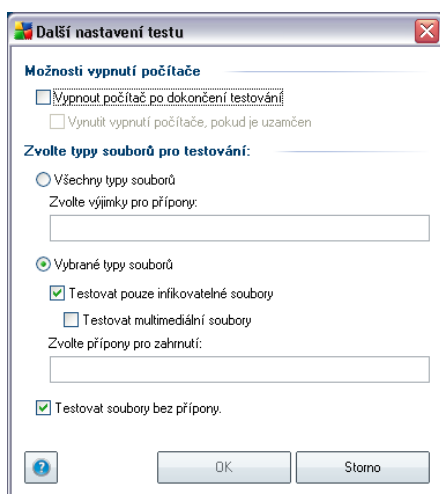 Další nastavení testu
Možnosti vypnutí počítače
Vypnout počítač po dokončení testování
Vynutit vypnutí počítače, pokud je uzamčen
Zvolte typy souborů pro testování:
Všechny typy souborů
Zvolte výjimky pro přípony:
Vybrané typy souborů
Testovat pouze infikovatelné soubory
Testovat multimediální soubory
Zvolte přípony pro zahrnutí:
Testovat soubory bez přípony.
? OK Storno